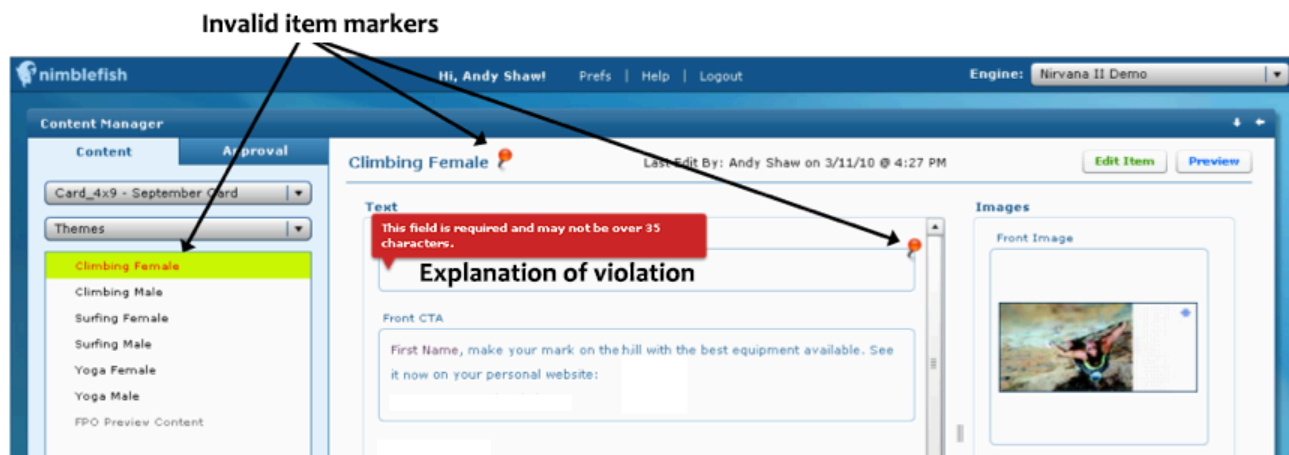 Invalid item markers
nimblefish
Hi, Andy Shaw! Prefs | Help | Logout
Engine: Nirvana II Demo
Content Manager
Content
Approval
Card_4x9 - September Card
Themes
Climbing Female
Climbing Male
Surfing Female
Surfing Male
Yoga Female
Yoga Male
FPO Preview Content
Climbing Female
Last Edit By: Andy Shaw on 3/11/10 @ 4:27 PM
Edit Item
Preview
Text
This field is required and may not be over 35
characters.
Explanation of violation
Front CTA
First Name, make your mark on the hill with the best equipment available. See
it now on your personal website:
Images
Front Image